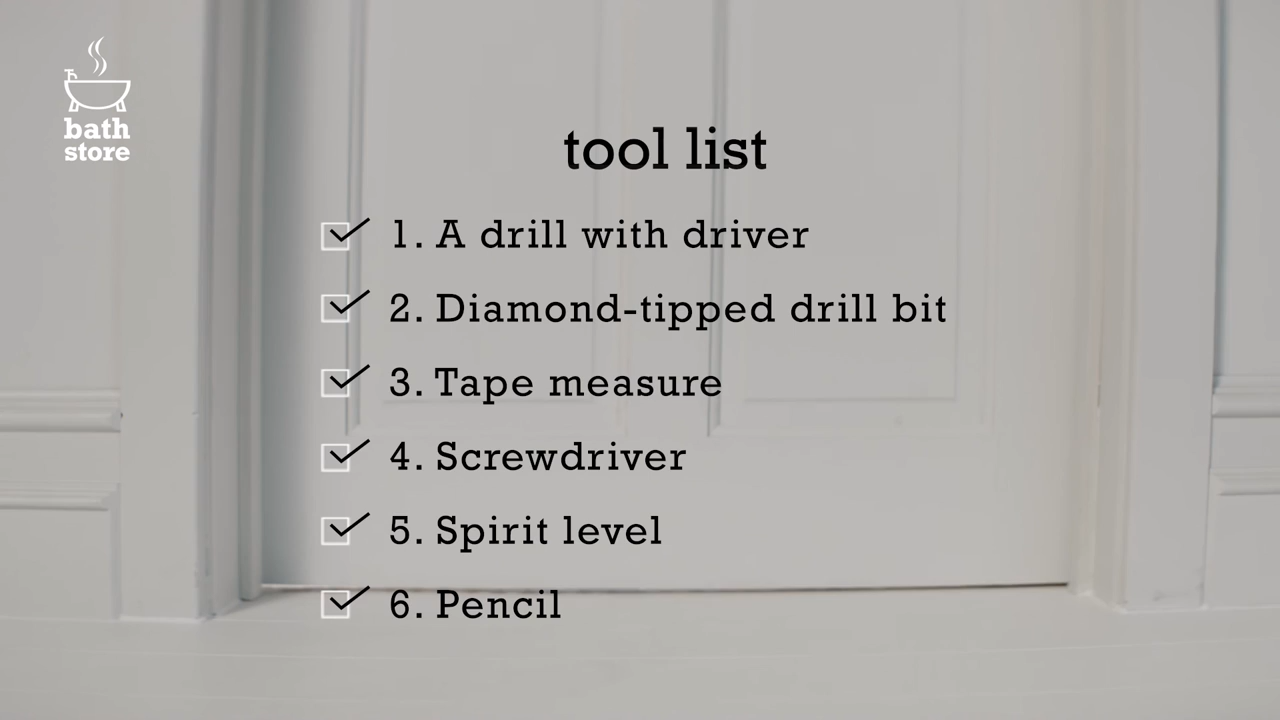 bath
store
tool list
1. A drill with driver
2. Diamond-tipped drill bit
3. Tape measure
4. Screwdriver
5. Spirit level
6. Pencil